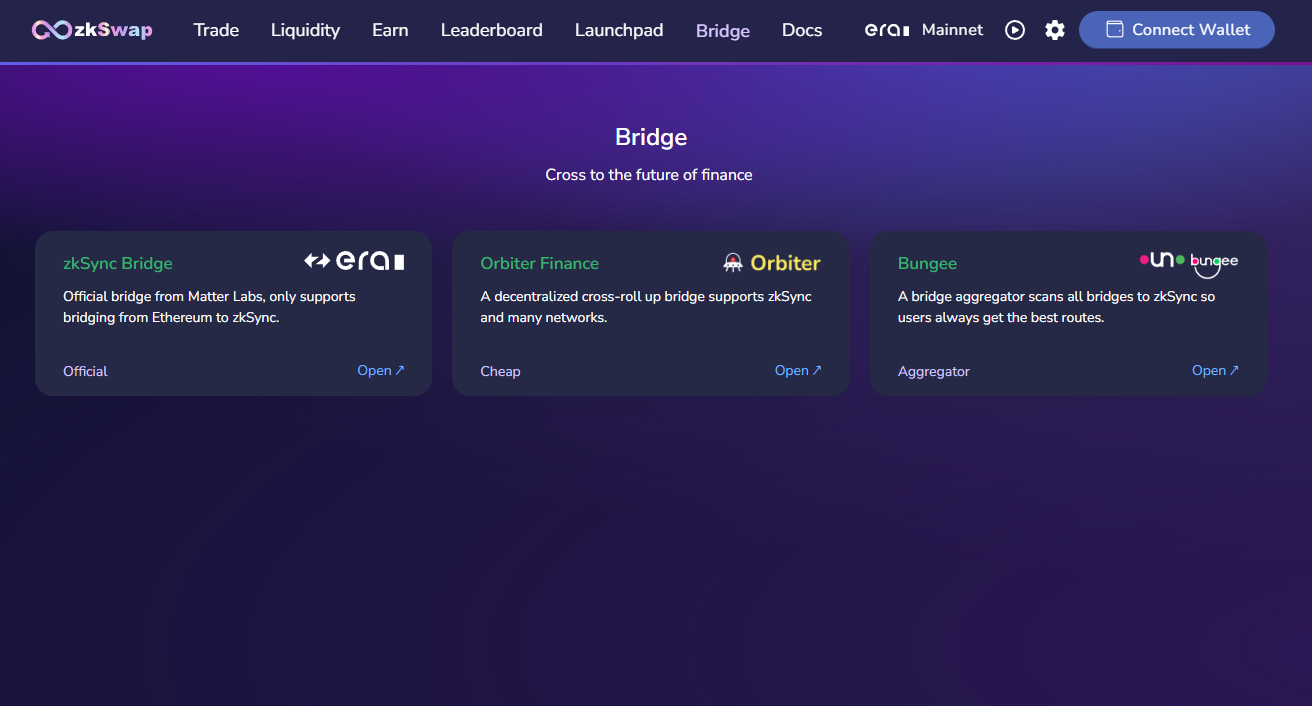 zkSwap
Trade
Liquidity
Earn
Leaderboard
Launchpad
Bridge
Docs
era
Mainnet
Connect Wallet
Bridge
Cross to the future of finance
zkSync Bridge
era
Official bridge from Matter Labs, only supports
bridging from Ethereum to zkSync.
Official
Open ↗
Orbiter Finance
Orbiter
A decentralized cross-roll up bridge supports zkSync
and many networks.
Cheap
Open ↗
Bungee
bungee
A bridge aggregator scans all bridges to zkSync so
users always get the best routes.
Aggregator
Open ↗